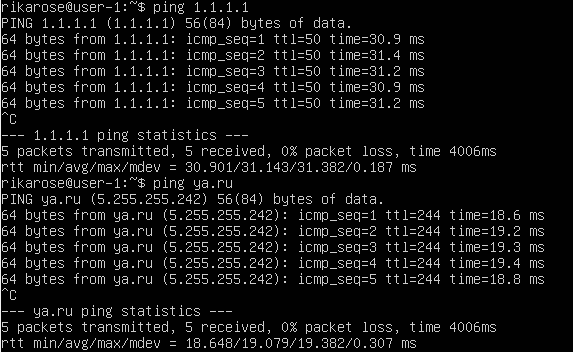 rikarose@user-1:~$ ping 1.1.1.1
PING 1.1.1.1 (1.1.1.1) 56(84) bytes of data.
64 bytes from 1.1.1.1: icmp_seq=1 ttl=50 time=30.9 ms
64 bytes from 1.1.1.1: icmp_seq=2 ttl=50 time=31.4 ms
64 bytes from 1.1.1.1: icmp_seq=3 ttl=50 time=31.2 ms
64 bytes from 1.1.1.1: icmp_seq=4 ttl=50 time=30.9 ms
64 bytes from 1.1.1.1: icmp_seq=5 ttl=50 time=31.2 ms
^C
--- 1.1.1.1 ping statistics ---
5 packets transmitted, 5 received, 0% packet loss, time 4006ms
rtt min/avg/max/mdev = 30.901/31.143/31.382/0.187 ms
rikarose@user-1:~$ ping ya.ru
PING ya.ru (5.255.255.242) 56(84) bytes of data.
64 bytes from ya.ru (5.255.255.242): icmp_seq=1 ttl=244 time=18.6 ms
64 bytes from ya.ru (5.255.255.242): icmp_seq=2 ttl=244 time=19.2 ms
64 bytes from ya.ru (5.255.255.242): icmp_seq=3 ttl=244 time=19.3 ms
64 bytes from ya.ru (5.255.255.242): icmp_seq=4 ttl=244 time=19.4 ms
64 bytes from ya.ru (5.255.255.242): icmp_seq=5 ttl=244 time=18.8 ms
^C
--- ya.ru ping statistics ---
5 packets transmitted, 5 received, 0% packet loss, time 4006ms
rtt min/avg/max/mdev = 18.648/19.079/19.382/0.307 ms